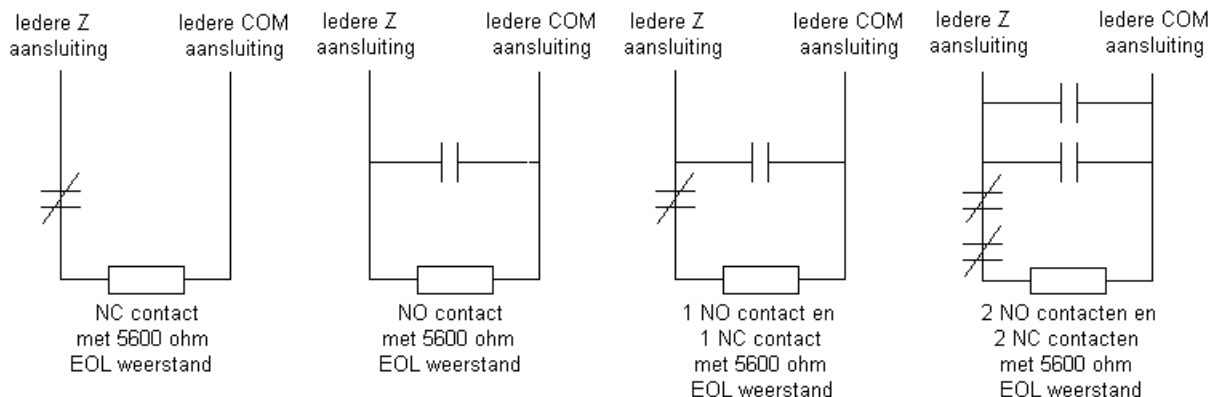 Iedere Z
aansluiting
Iedere COM
aansluiting
Iedere Z
aansluiting
Iedere COM
aansluiting
Iedere Z
aansluiting
Iedere COM
aansluiting
Iedere Z
aansluiting
Iedere COM
aansluiting
NC contact
met 5600 ohm
EOL weerstand
NO contact
met 5600 ohm
EOL weerstand
1 NO contact en
1 NC contact
met 5600 ohm
EOL weerstand
2 NO contacten en
2 NC contacten
met 5600 ohm
EOL weerstand